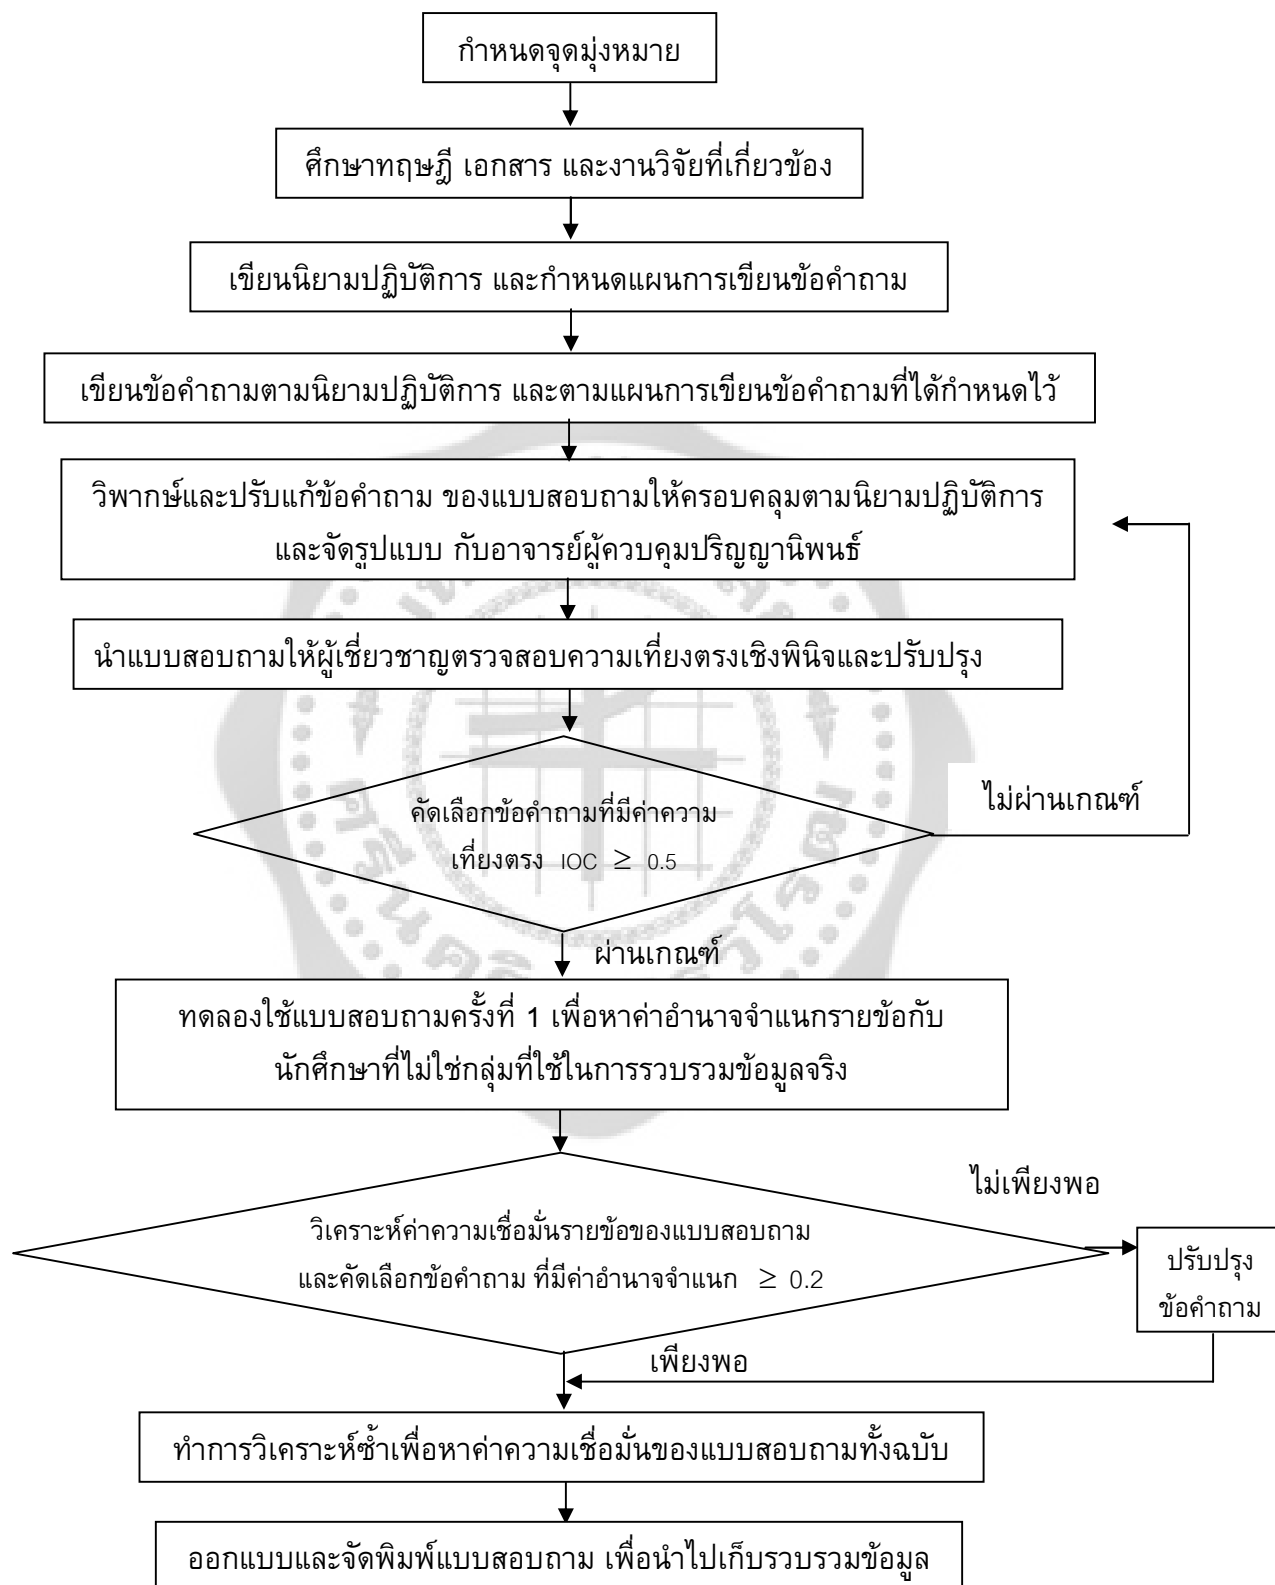 กำหนดจุดมุ่งหมาย
ศึกษาทฤษฎี เอกสาร และงานวิจัยที่เกี่ยวข้อง
เขียนนิยามปฏิบัติการ และกำหนดแผนการเขียนข้อคำถาม
เขียนข้อคำถามตามนิยามปฏิบัติการ และตามแผนการเขียนข้อคำถามที่ได้กำหนดไว้
วิพากษ์และปรับแก้ข้อคำถาม ของแบบสอบถามให้ครอบคลุมตามนิยามปฏิบัติการ
และจัดรูปแบบ กับอาจารย์ผู้ควบคุมปริญญานิพนธ์
นำแบบสอบถามให้ผู้เชี่ยวชาญตรวจสอบความเที่ยงตรงเชิงพินิจและปรับปรุง
ไม่ผ่านเกณฑ์
คัดเลือกข้อคำถามที่มีค่าความ
เที่ยงตรง IOC ≥ 0.5
ผ่านเกณฑ์
ทดลองใช้แบบสอบถามครั้งที่ 1 เพื่อหาค่าอำนาจจำแนกรายข้อกับ
นักศึกษาที่ไม่ใช่กลุ่มที่ใช้ในการรวบรวมข้อมูลจริง
ไม่เพียงพอ
วิเคราะห์ค่าความเชื่อมั่นรายข้อของแบบสอบถาม
และคัดเลือกข้อคำถาม ที่มีค่าอำนาจจำแนก ≥ 0.2
ปรับปรุง
ข้อคำถาม
เพียงพอ
ทำการวิเคราะห์ซ้ำเพื่อหาค่าความเชื่อมั่นของแบบสอบถามทั้งฉบับ
ออกแบบและจัดพิมพ์แบบสอบถาม เพื่อนำไปเก็บรวบรวมข้อมูล